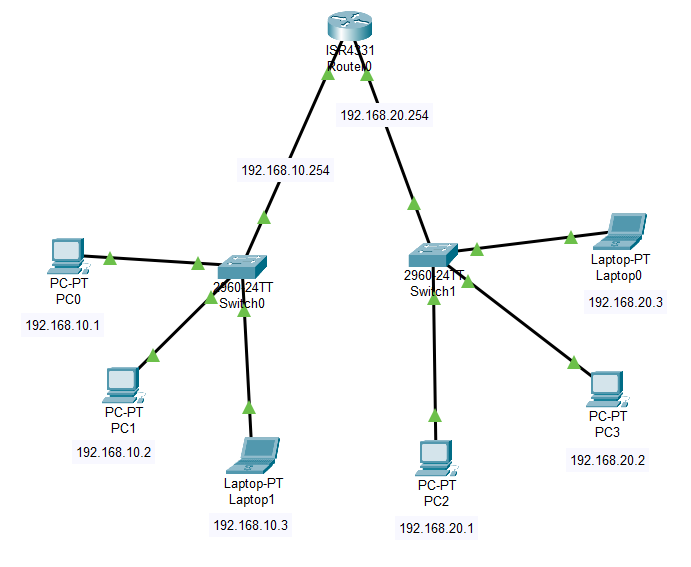 ISR4331
Router0
192.168.20.254
192.168.10.254
PC-PT
PC0
192.168.10.1
2960-24TT
Switch0
2960-24TT
Switch1
Laptop-PT
Laptop0
192.168.20.3
PC-PT
PC1
192.168.10.2
PC-PT
PC3
192.168.20.2
Laptop-PT
Laptop1
192.168.10.3
PC-PT
PC2
192.168.20.1